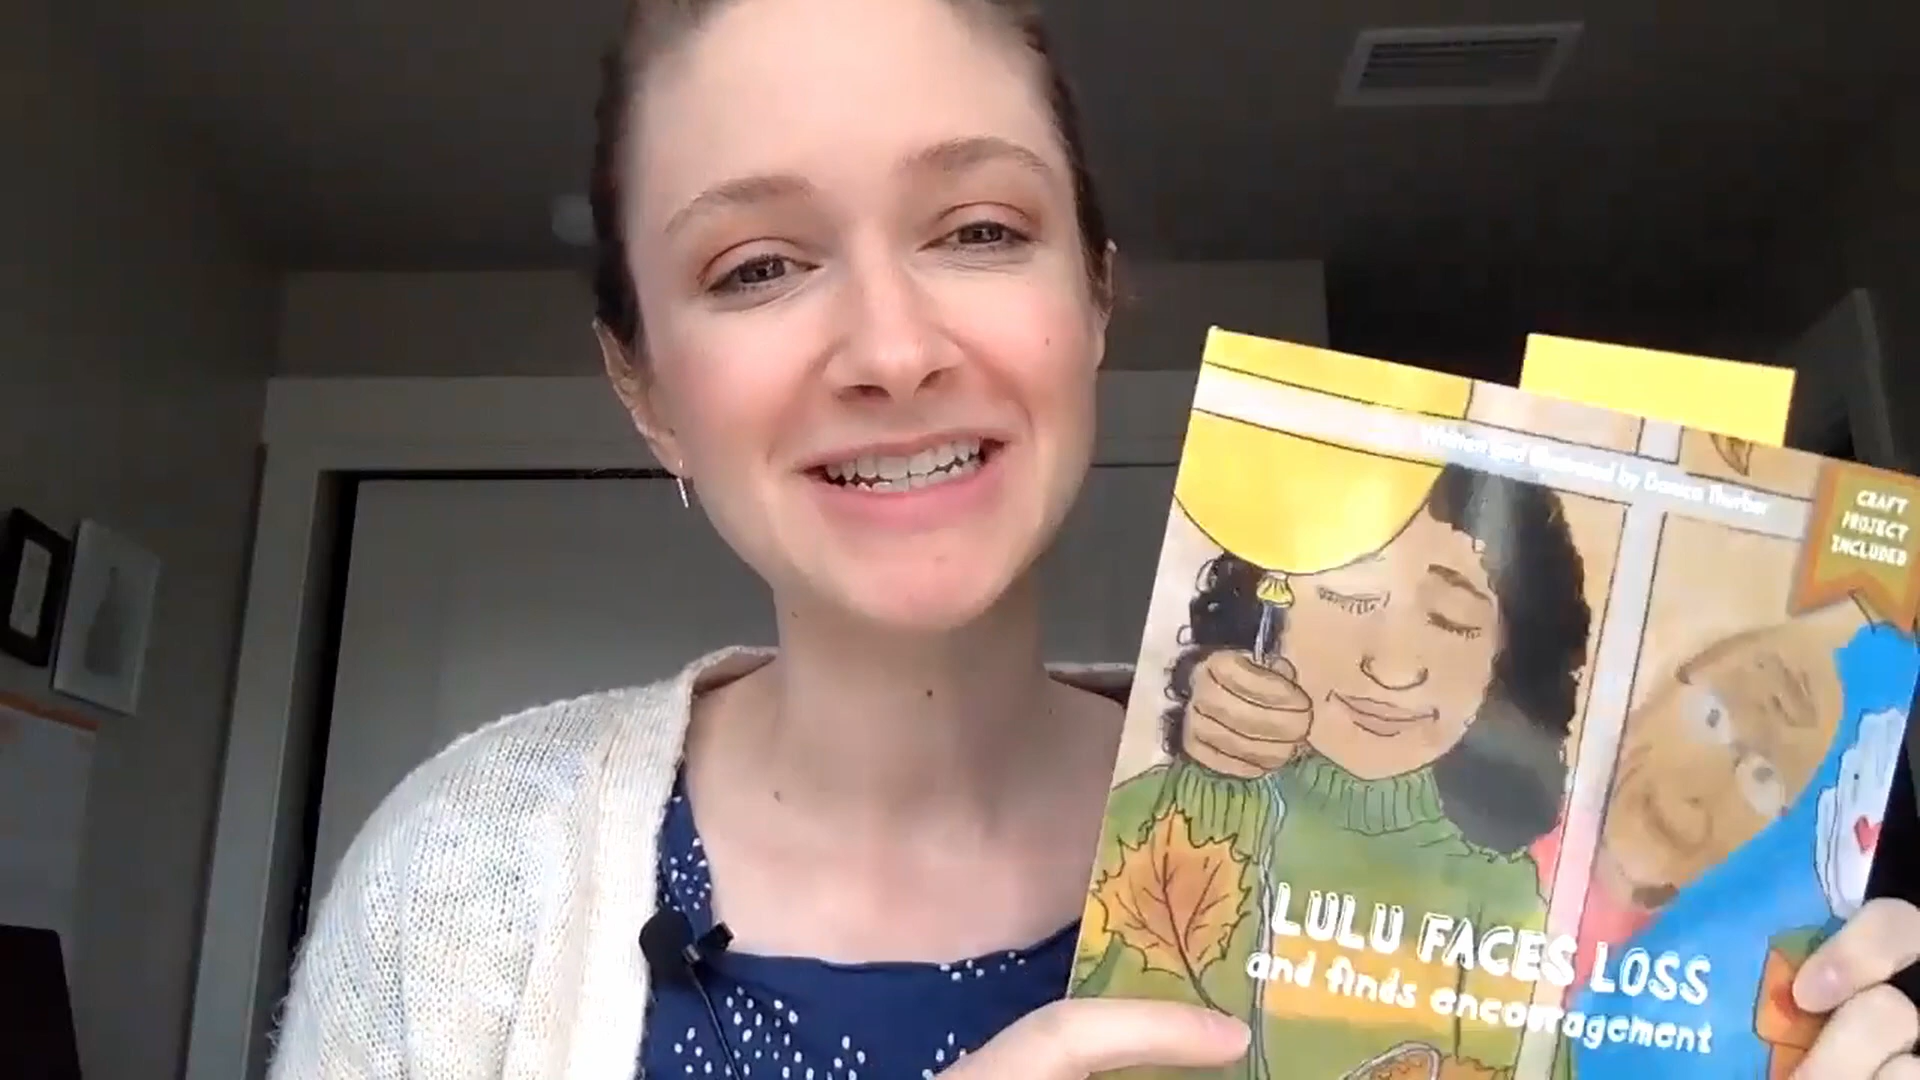 Written and Illustrated by Danica Thurber
CRAFT
PROJECT
INCLUDED
LULU FACES LOSS
and finds encouragement